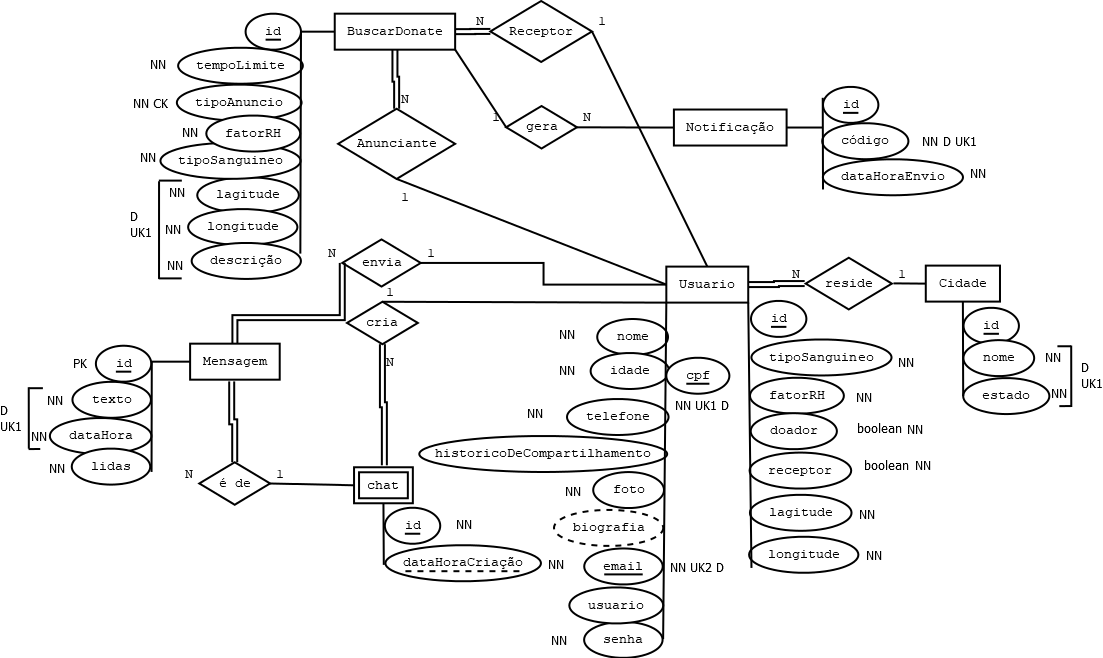 id
BuscarDonate
N
Receptor
1
NN
tempoLimite
NN CK
tipoAnuncio
N
NN
fatorRH
Anunciante
1
gera
N
Notificação
id
código
NN D UK1
dataHoraEnvio
NN
NN
tipoSanguineo
NN
lagitude
1
D
UK1
NN
longitude
NN
descrição
N
envia
1
1
cria
N
Usuario
N
reside
1
Cidade
id
nome
NN
estado
NN
D
UK1
Mensagem
PK
id
NN
texto
D
UK1
NN
dataHora
NN
lidas
N
é de
1
chat
id
NN
dataHoraCriação
NN
NN
nome
NN
idade
cpf
NN UK1 D
NN
telefone
historicoDeCompartilhamento
NN
foto
biografia
email
NN UK2 D
usuario
NN
senha
id
tipoSanguineo
NN
fatorRH
NN
doador
boolean NN
receptor
boolean NN
lagitude
NN
longitude
NN